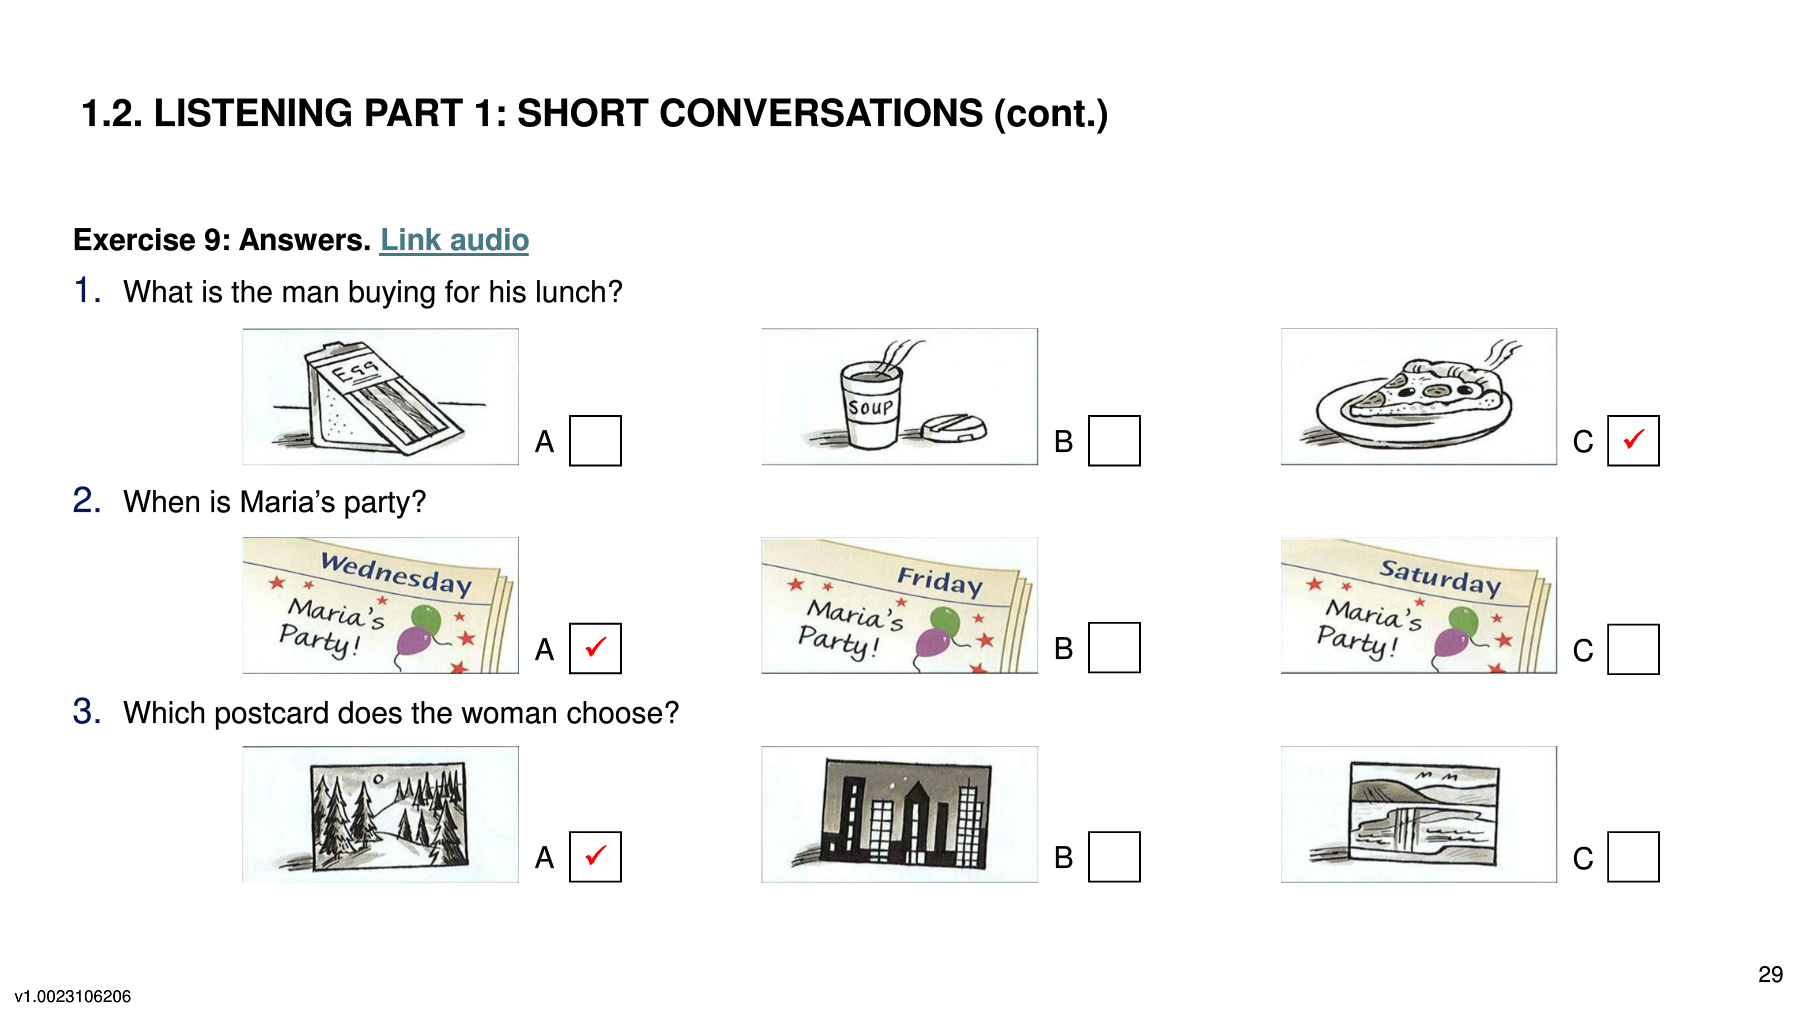 1.2. LISTENING PART 1: SHORT CONVERSATIONS (cont.)
Exercise 9: Answers. Link audio
1. What is the man buying for his lunch?
Egg
SOUP
A
B
C ✓
2. When is Maria’s party?
Wednesday
Maria's
Party!
A ✓
Friday
Maria's
Party!
B
Saturday
Maria's
Party!
C
3. Which postcard does the woman choose?
A ✓
B
C
29
v1.0023106206